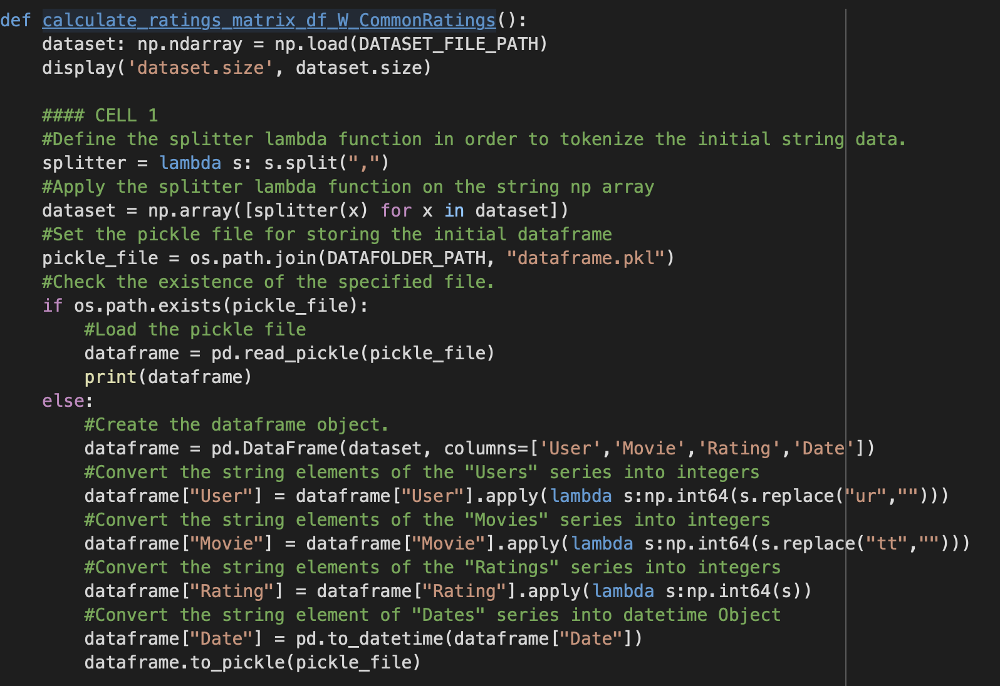 def calculate_ratings_matrix_df_W_CommonRatings():
    dataset: np.ndarray = np.load(DATASET_FILE_PATH)
    display('dataset.size', dataset.size)

    #### CELL 1
    #Define the splitter lambda function in order to tokenize the initial string data.
    splitter = lambda s: s.split(",")
    #Apply the splitter lambda function on the string np array
    dataset = np.array([splitter(x) for x in dataset])
    #Set the pickle file for storing the initial dataframe
    pickle_file = os.path.join(DATAFOLDER_PATH, "dataframe.pkl")
    #Check the existence of the specified file.
    if os.path.exists(pickle_file):
        #Load the pickle file
        dataframe = pd.read_pickle(pickle_file)
        print(dataframe)
    else:
        #Create the dataframe object.
        dataframe = pd.DataFrame(dataset, columns=['User','Movie','Rating','Date'])
        #Convert the string elements of the "Users" series into integers
        dataframe["User"] = dataframe["User"].apply(lambda s:np.int64(s.replace("ur","")))
        #Convert the string elements of the "Movies" series into integers
        dataframe["Movie"] = dataframe["Movie"].apply(lambda s:np.int64(s.replace("tt","")))
        #Convert the string elements of the "Ratings" series into integers
        dataframe["Rating"] = dataframe["Rating"].apply(lambda s:np.int64(s))
        #Convert the string element of "Dates" series into datetime Object
        dataframe["Date"] = pd.to_datetime(dataframe["Date"])
        dataframe.to_pickle(pickle_file)